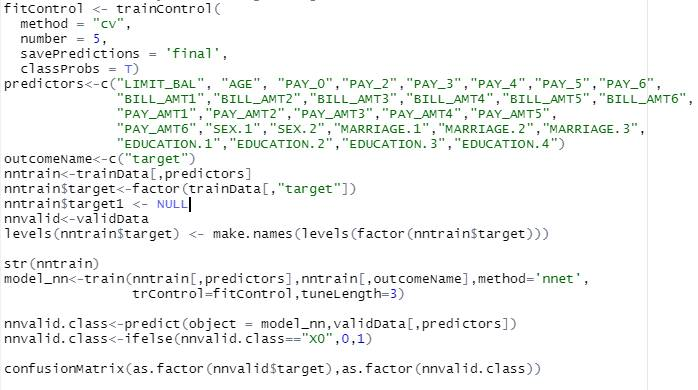 fitControl <- trainControl(
  method = "cv",
  number = 5,
  savePredictions = 'final',
  classProbs = T)
predictors<-c("LIMIT_BAL", "AGE", "PAY_0","PAY_2","PAY_3","PAY_4","PAY_5","PAY_6",
              "BILL_AMT1","BILL_AMT2","BILL_AMT3","BILL_AMT4","BILL_AMT5","BILL_AMT6",
              "PAY_AMT1","PAY_AMT2","PAY_AMT3","PAY_AMT4","PAY_AMT5",
              "PAY_AMT6","SEX.1","SEX.2","MARRIAGE.1","MARRIAGE.2","MARRIAGE.3",
              "EDUCATION.1","EDUCATION.2","EDUCATION.3","EDUCATION.4")
outcomeName<-c("target")
nntrain<-trainData[,predictors]
nntrain$target<-factor(trainData[,"target"])
nntrain$target1 <- NULL
nnvalid<-validData
levels(nntrain$target) <- make.names(levels(factor(nntrain$target)))

str(nntrain)
model_nn<-train(nntrain[,predictors],nntrain[,outcomeName],method='nnet',
                trControl=fitControl,tuneLength=3)

nnvalid.class<-predict(object = model_nn,validData[,predictors])
nnvalid.class<-ifelse(nnvalid.class=="X0",0,1)

confusionMatrix(as.factor(nnvalid$target),as.factor(nnvalid.class))